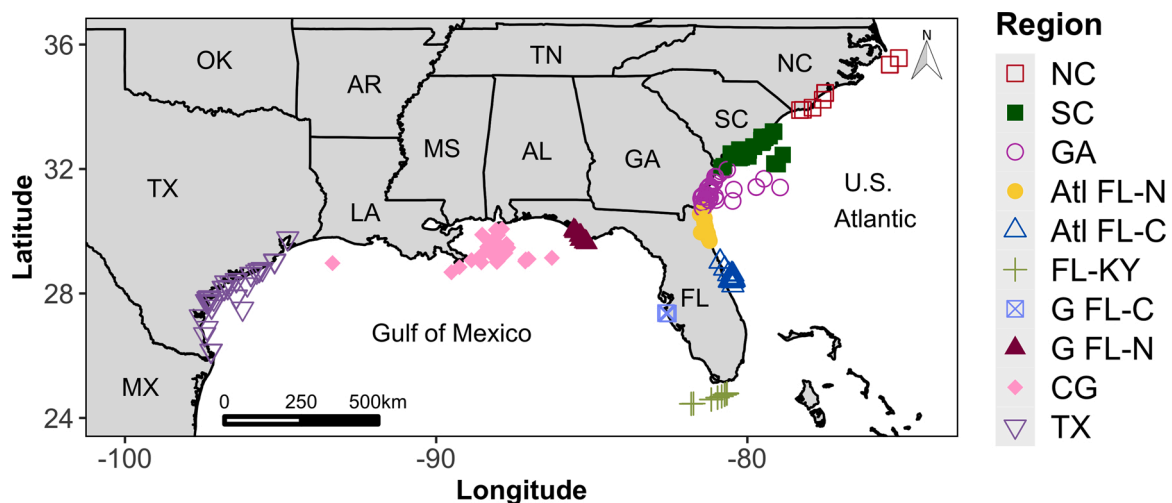 36
32
28
24
Latitude
-100
-90
-80
Longitude
OK
AR
TN
NC
SC
TX
LA
MS
AL
GA
FL
MX
N
U.S.
Atlantic
Gulf of Mexico
0 250 500km
Region
NC
SC
GA
Atl FL-N
Atl FL-C
FL-KY
G FL-C
G FL-N
CG
TX